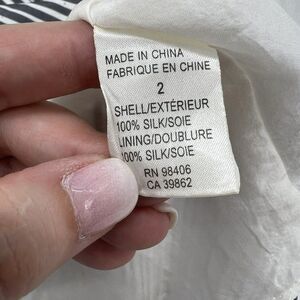 MADE IN CHINA
FABRIQUE EN CHINE
2
SHELL/EXTÉRIEUR
100% SILK/SOIE
LINING/DOUBLURE
100% SILK/SOIE
RN 98406
CA 39862